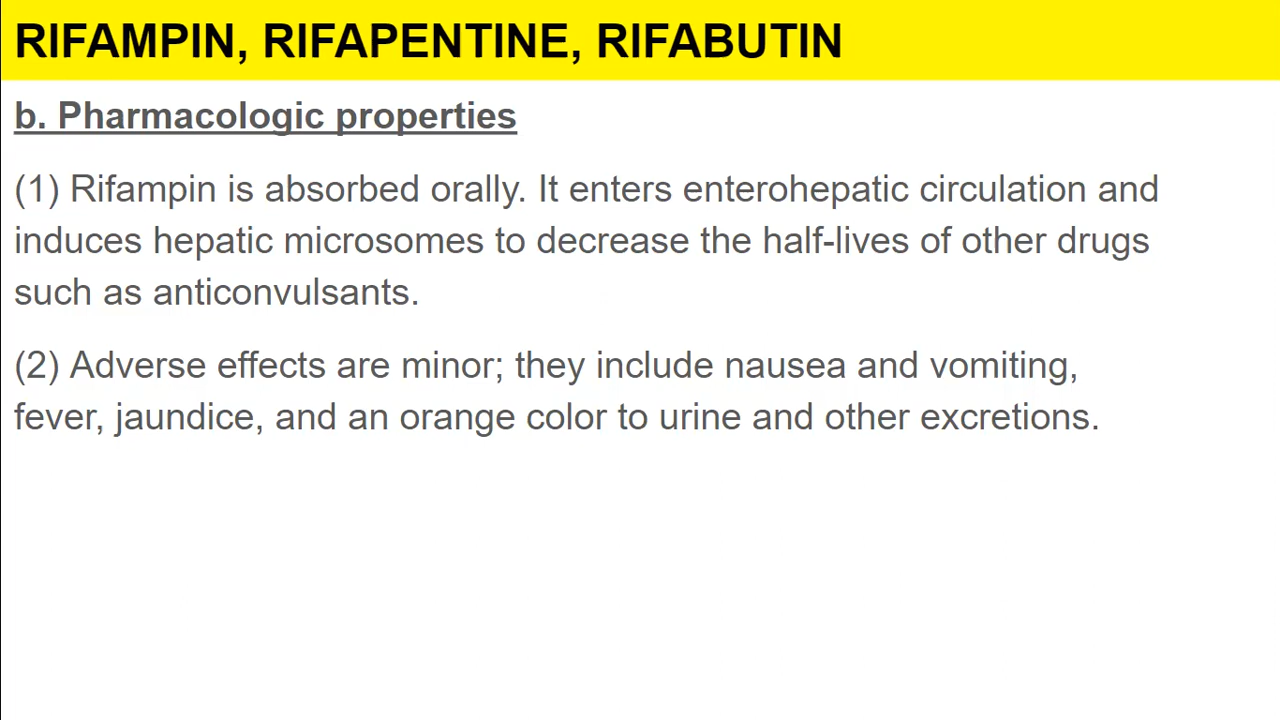 RIFAMPIN, RIFAPENTINE, RIFABUTIN
b. Pharmacologic properties
(1) Rifampin is absorbed orally. It enters enterohepatic circulation and
induces hepatic microsomes to decrease the half-lives of other drugs
such as anticonvulsants.
(2) Adverse effects are minor; they include nausea and vomiting,
fever, jaundice, and an orange color to urine and other excretions.